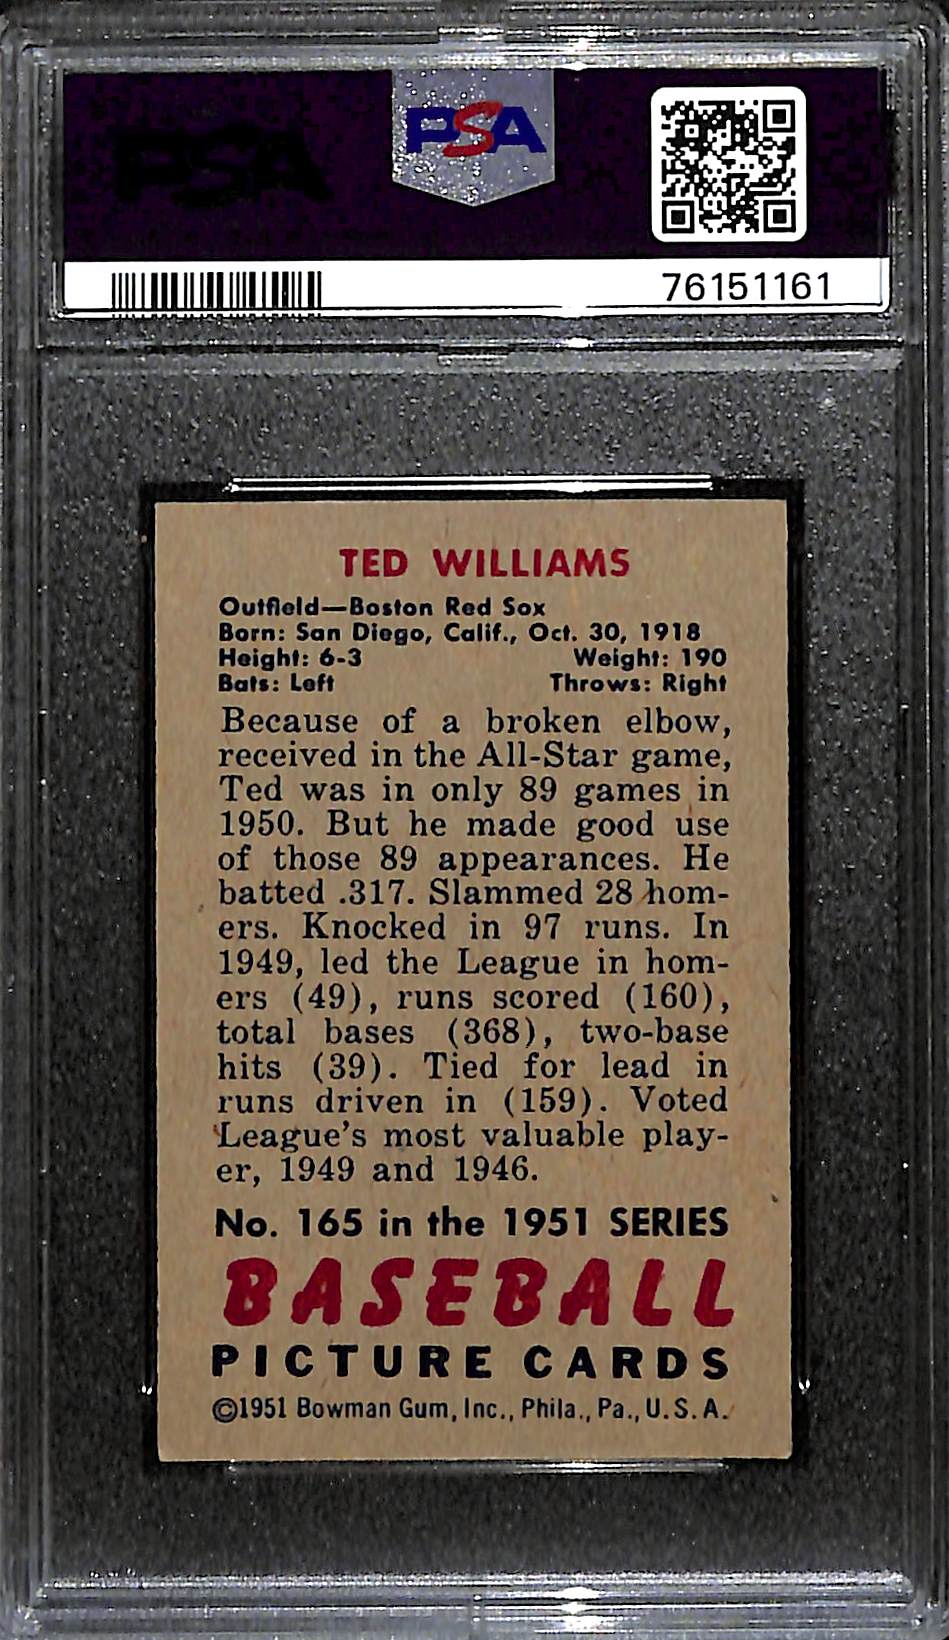 PSA
PSA
76151161
TED WILLIAMS
Outfield—Boston Red Sox
Born: San Diego, Calif., Oct. 30, 1918
Height: 6-3 Weight: 190
Bats: Left Throws: Right
Because of a broken elbow,
received in the All-Star game,
Ted was in only 89 games in
1950. But he made good use
of those 89 appearances. He
batted .317. Slammed 28 hom-
ers. Knocked in 97 runs. In
1949, led the League in hom-
ers (49), runs scored (160),
total bases (368), two-base
hits (39). Tied for lead in
runs driven in (159). Voted
League's most valuable play-
er, 1949 and 1946.
No. 165 in the 1951 SERIES
BASEBALL
PICTURE CARDS
©1951 Bowman Gum, Inc., Phila., Pa., U.S.A.